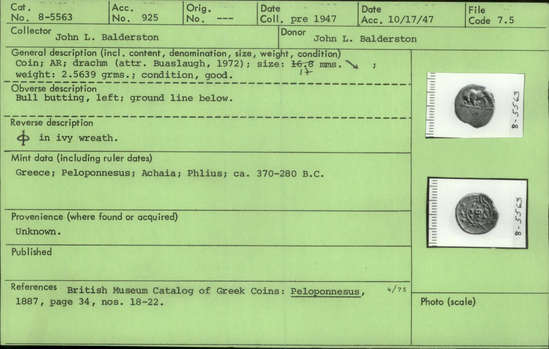 Cat. No. 8-5563 Acc. No. 925 Orig. No. --- Date Coll. pre 1947 Date Acc. 10/17/47 File Code 7.5
Collector John L. Balderston Donor John L. Balderston
General description (incl. content, denomination, size, weight, condition)
Coin; AR; drachm (attr. Buaslaugh, 1972); size: 16.8 mms. ↘ ;
17
weight: 2.5639 grms.; condition, good.
Obverse description
Bull butting, left; ground line below.
Reverse description
ϕ in ivy wreath.
Mint data (including ruler dates)
Greece; Peloponnesus; Achaia; Phlius; ca. 370-280 B.C.
Provenience (where found or acquired)
Unknown.
Published
References British Museum Catalog of Greek Coins: Peloponnesus, 4/75
1887, page 34, nos. 18-22.
8-5563
8-5563
Photo (scale)